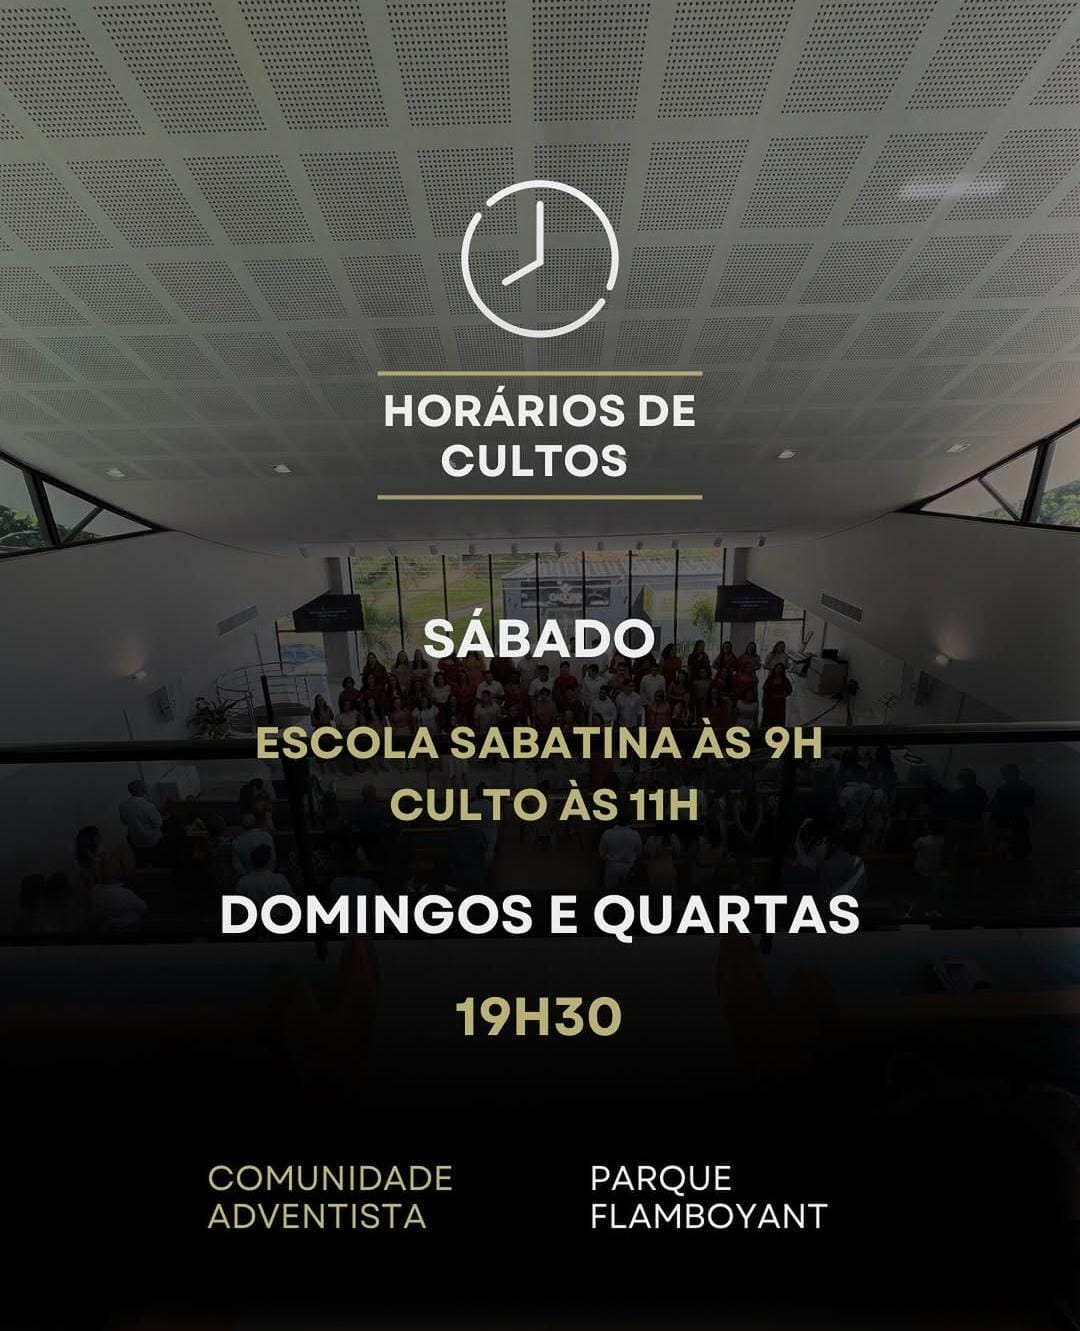 HORÁRIOS DE
CULTOS
SÁBADO
ESCOLA SABATINA ÀS 9H
CULTO ÀS 11H
DOMINGOS E QUARTAS
19H30
COMUNIDADE
ADVENTISTA
PARQUE
FLAMBOYANT